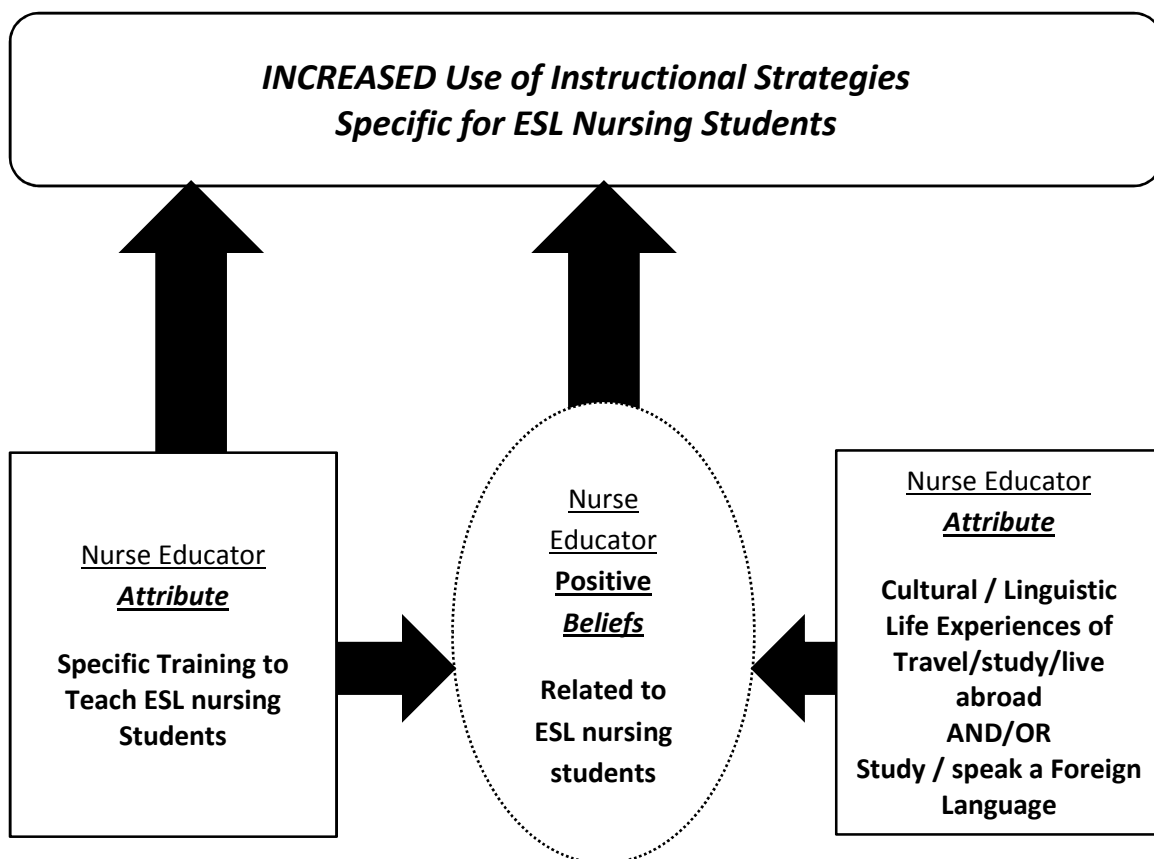 INCREASED Use of Instructional Strategies
Specific for ESL Nursing Students
Nurse Educator
Attribute
Specific Training to
Teach ESL nursing
Students
Nurse
Educator
Positive
Beliefs
Related to
ESL nursing
students
Nurse Educator
Attribute
Cultural / Linguistic
Life Experiences of
Travel/study/live
abroad
AND/OR
Study / speak a Foreign
Language